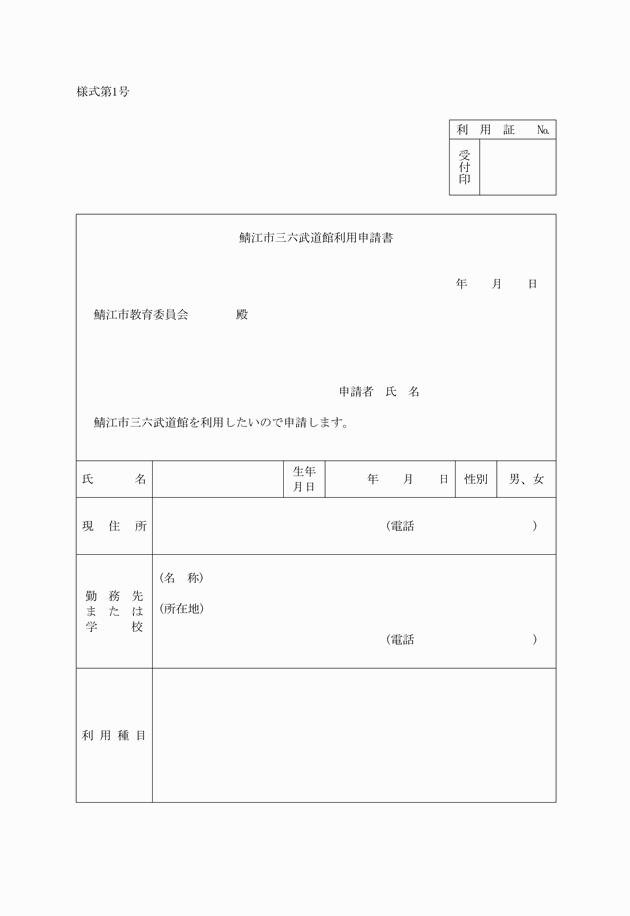 様式第1号
利　用　証　　№
受付印
鯖江市三六武道館利用申請書
年　　月　　日
鯖江市教育委員会　　　　殿
申請者　氏　名
鯖江市三六武道館を利用したいので申請します。
氏　　　名
生年
月日
年　　月　　日
性別
男、女
現　住　所
（電話　　　　　　　　　　）
勤　務　先
ま　た　は
学　　　校
（名　称）
（所在地）
（電話　　　　　　　　　　）
利 用 種 目